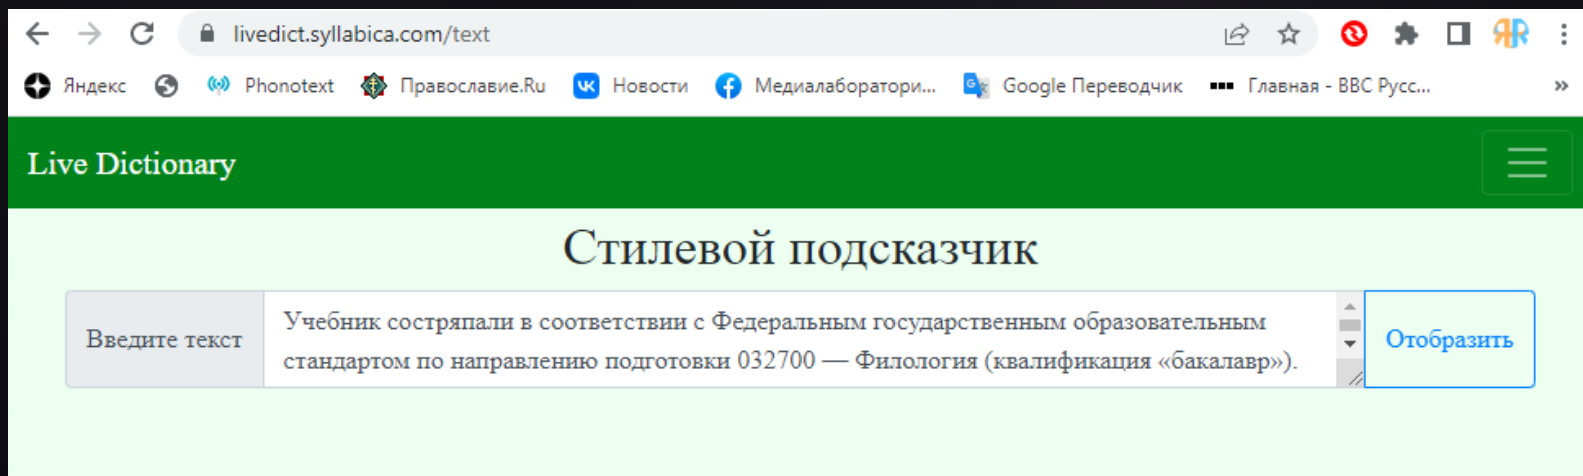 livedict.syllabica.com/text
Яндекс Phonotext Православие.Ru Новости Медиалаборатори... Google Переводчик Главная - BBC Русс... »
Live Dictionary
Стилевой подсказчик
Введите текст
Учебник состряпали в соответствии с Федеральным государственным образовательным
стандартом по направлению подготовки 032700 — Филология (квалификация «бакалавр»).
Отобразить